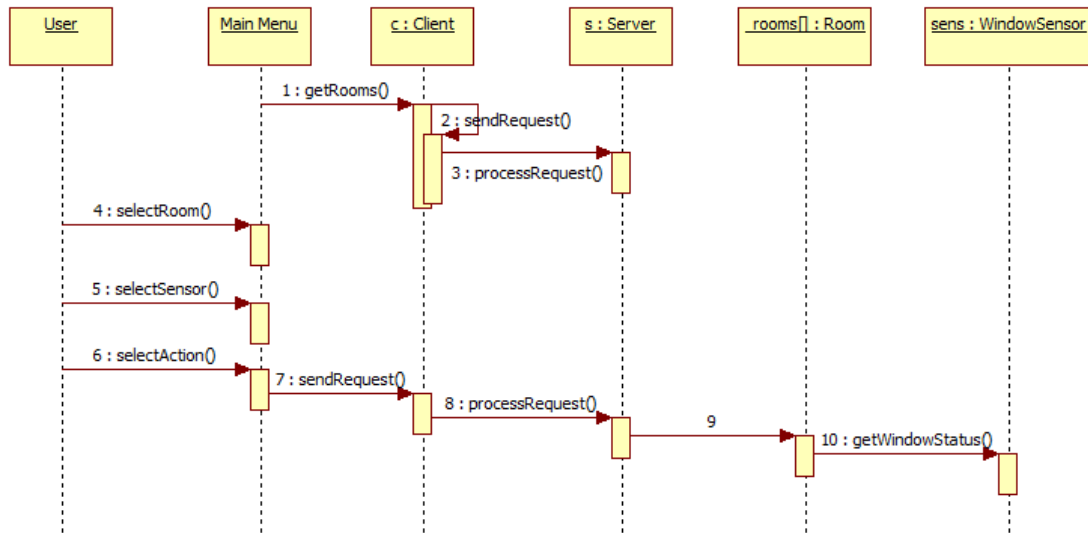 User
Main Menu
c : Client
s : Server
rooms[] : Room
sens : WindowSensor
1 : getRooms()
2 : sendRequest()
3 : processRequest()
4 : selectRoom()
5 : selectSensor()
6 : selectAction()
7 : sendRequest()
8 : processRequest()
9
10 : getWindowStatus()